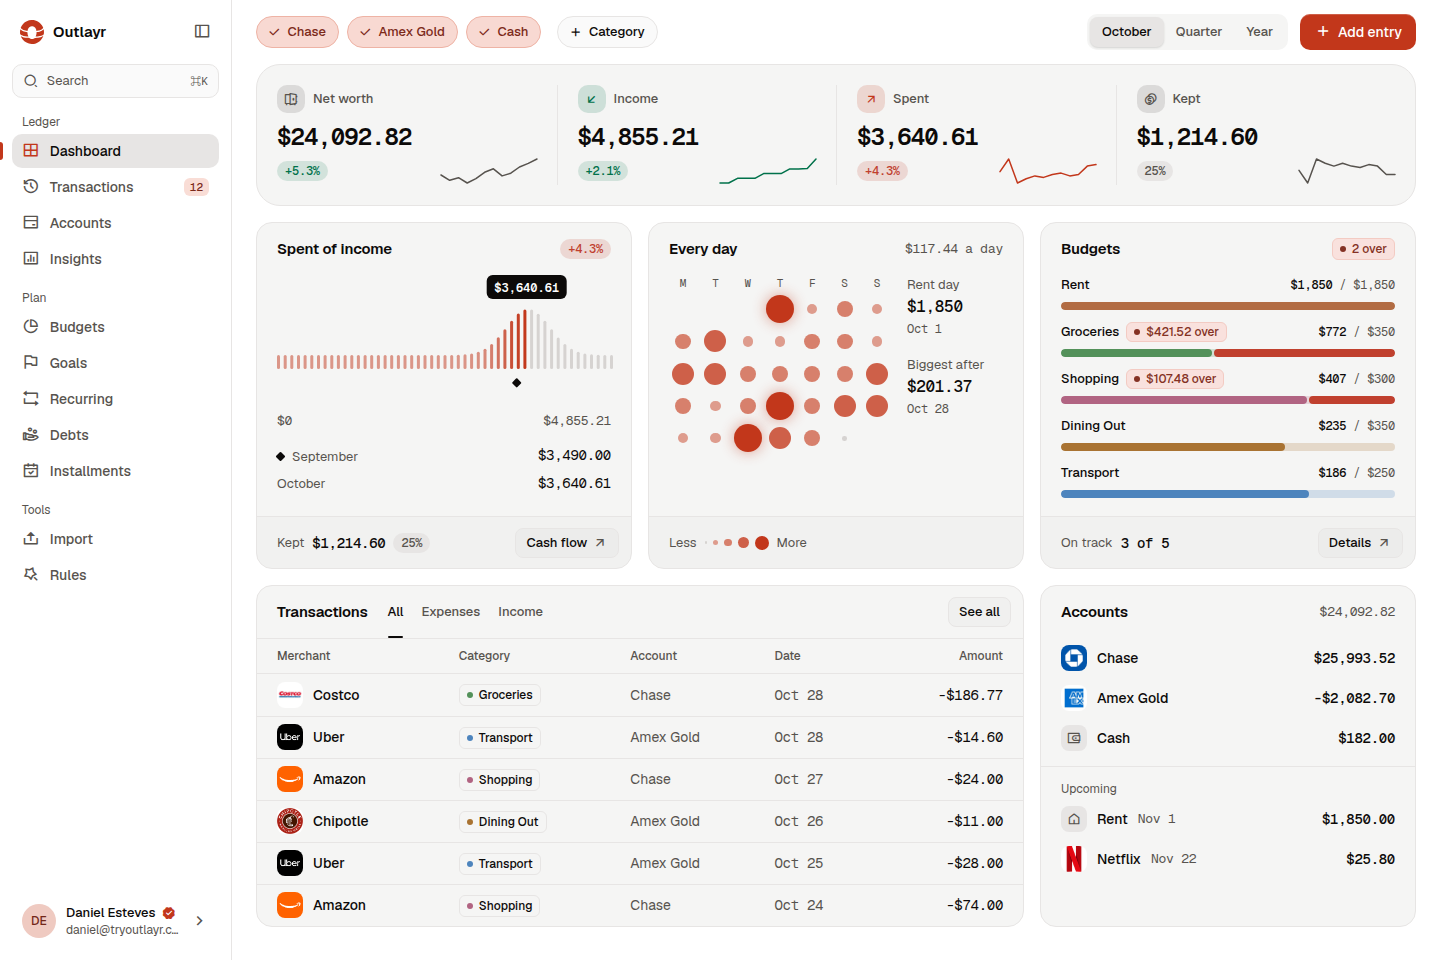 Outlayr
Search ⌘K
Ledger
Dashboard
Transactions 12
Accounts
Insights
Plan
Budgets
Goals
Recurring
Debts
Installments
Tools
Import
Rules
DE Daniel Esteves
daniel@tryoutlayr.c...
Chase Amex Gold Cash + Category October Quarter Year + Add entry
Net worth
$24,092.82
+5.3%
Income
$4,855.21
+2.1%
Spent
$3,640.61
+4.3%
Kept
$1,214.60
25%
Spent of income +4.3%
$3,640.61
$0 $4,855.21
September $3,490.00
October $3,640.61
Kept $1,214.60 25% Cash flow
Every day $117.44 a day
M T W T F S S
Rent day
$1,850
Oct 1
Biggest after
$201.37
Oct 28
Less More
Budgets 2 over
Rent $1,850 / $1,850
Groceries $421.52 over $772 / $350
Shopping $107.48 over $407 / $300
Dining Out $235 / $350
Transport $186 / $250
On track 3 of 5 Details
Transactions All Expenses Income See all
Merchant Category Account Date Amount
Costco Costco Groceries Chase Oct 28 -$186.77
Uber Uber Transport Amex Gold Oct 28 -$14.60
Amazon Shopping Chase Oct 27 -$24.00
Chipotle Dining Out Amex Gold Oct 26 -$11.00
Uber Uber Transport Amex Gold Oct 25 -$28.00
Amazon Shopping Chase Oct 24 -$74.00
Accounts $24,092.82
Chase $25,993.52
Amex Gold -$2,082.70
Cash $182.00
Upcoming
Rent Nov 1 $1,850.00
Netflix Nov 22 $25.80